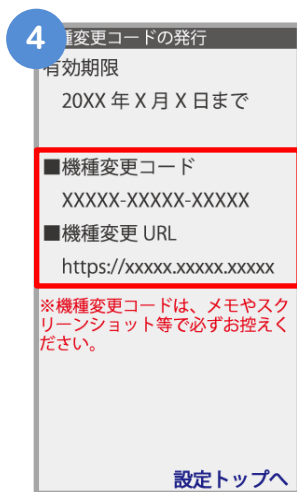 4
種変更コードの発行
有効期限
20XX 年 X 月 X 日まで
■機種変更コード
XXXXX-XXXXX-XXXXX
■機種変更 URL
https://xxxxx.xxxxx.xxxxx
※機種変更コードは、メモやスク
リーンショット等で必ずお控えく
ださい。
設定トップへ